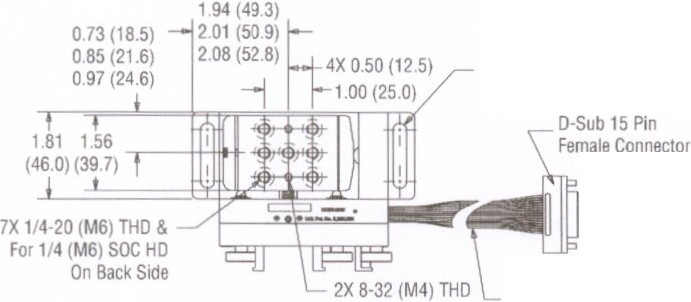 1.94 (49.3)
2.01 (50.9)
2.08 (52.8)
0.73 (18.5)
0.85 (21.6)
0.97 (24.6)
4X 0.50 (12.5)
1.00 (25.0)
1.81
(46.0)
1.56
(39.7)
D-Sub 15 Pin
Female Connector
7X 1/4-20 (M6) THD &
For 1/4 (M6) SOC HD
On Back Side
2X 8-32 (M4) THD